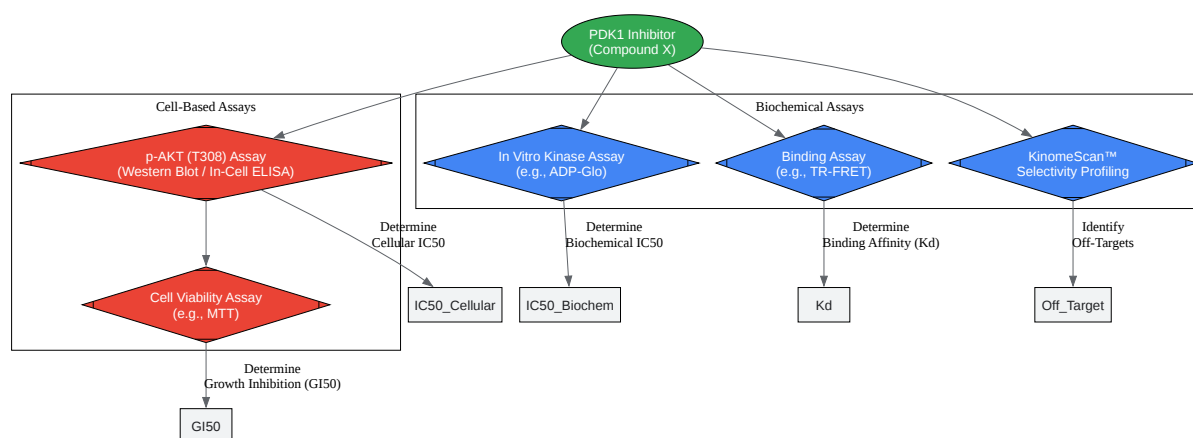 PDK1 Inhibitor
(Compound X)
Cell-Based Assays
Biochemical Assays
p-AKT (T308) Assay
(Western Blot / In-Cell ELISA)
In Vitro Kinase Assay
(e.g., ADP-Glo)
Binding Assay
(e.g., TR-FRET)
KinomeScan™
Selectivity Profiling
Determine
Cellular IC50
Determine
Biochemical IC50
Determine
Binding Affinity (Kd)
Identify
Off-Targets
Cell Viability Assay
(e.g., MTT)
IC50_Cellular
IC50_Biochem
Kd
Off_Target
Determine
Growth Inhibition (GI50)
GI50